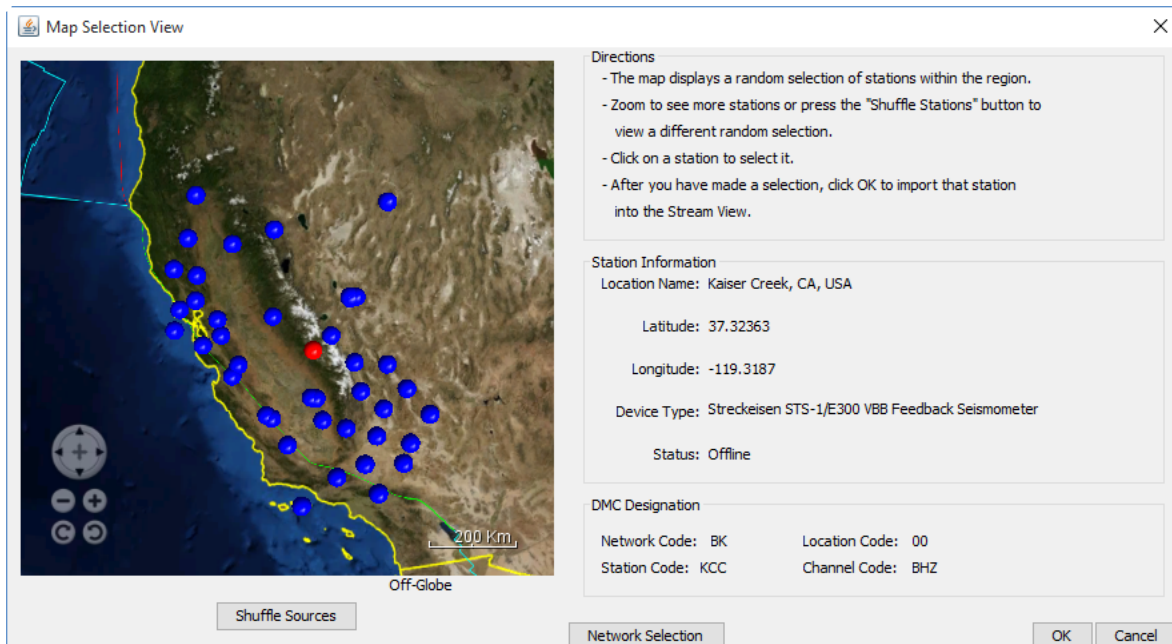 Map Selection View
Directions
- The map displays a random selection of stations within the region.
- Zoom to see more stations or press the "Shuffle Stations" button to
view a different random selection.
- Click on a station to select it.
- After you have made a selection, click OK to import that station
into the Stream View.
Station Information
Location Name: Kaiser Creek, CA, USA
Latitude: 37.32363
Longitude: -119.3187
Device Type: Streckeisen STS-1/E300 VBB Feedback Seismometer
Status: Offline
DMC Designation
Network Code: BK Location Code: 00
Station Code: KCC Channel Code: BHZ
200 Km
Off-Globe
Shuffle Sources
Network Selection
OK Cancel